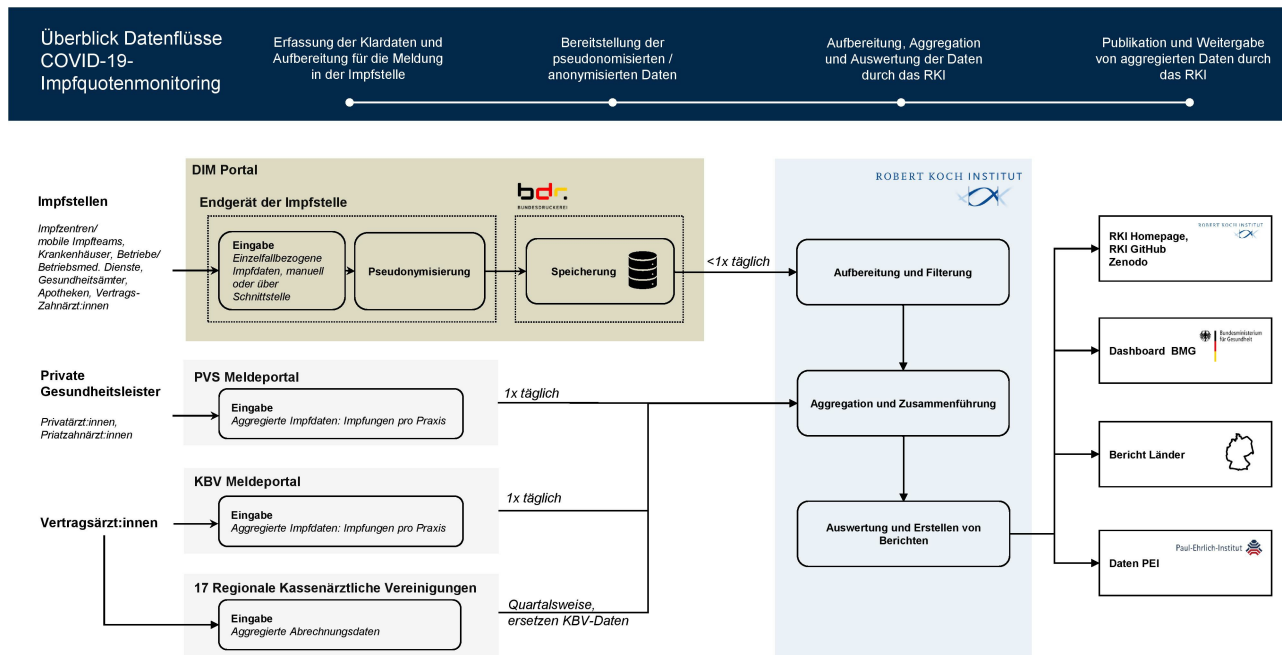 Überblick Datenflüsse
COVID-19-
Impfquotenmonitoring
Erfassung der Klardaten und
Aufbereitung für die Meldung
in der Impfstelle
Bereitstellung der
pseudonomisierten /
anonymisierten Daten
Aufbereitung, Aggregation
und Auswertung der Daten
durch das RKI
Publikation und Weitergabe
von aggregierten Daten durch
das RKI
Impfstellen
Impfzentren/
mobile Impfteams,
Krankenhäuser, Betriebe/
Betriebsmed. Dienste,
Gesundheitsämter,
Apotheken, Vertrags-
Zahnärzt:innen
DIM Portal
Endgerät der Impfstelle
Eingabe
Einzelfallbezogene
Impfdaten, manuell
oder über
Schnittstelle
Pseudonymisierung
bdr.
BUNDESDRUCKEREI
Speicherung
<1x täglich
Private
Gesundheitsleister
Privatärzt:innen,
Priatzahnärzt:innen
PVS Meldeportal
Eingabe
Aggregierte Impfdaten: Impfungen pro Praxis
1x täglich
Vertragsärzt:innen
KBV Meldeportal
Eingabe
Aggregierte Impfdaten: Impfungen pro Praxis
1x täglich
17 Regionale Kassenärztliche Vereinigungen
Eingabe
Aggregierte Abrechnungsdaten
Quartalsweise,
ersetzen KBV-Daten
ROBERT KOCH INSTITUT
Aufbereitung und Filterung
Aggregation und Zusammenführung
Auswertung und Erstellen von
Berichten
RKI Homepage,
RKI GitHub
Zenodo
ROBERT KOCH INSTITUT
Dashboard BMG
Bundesministerium
für Gesundheit
Bericht Länder
Daten PEI
Paul-Ehrlich-Institut